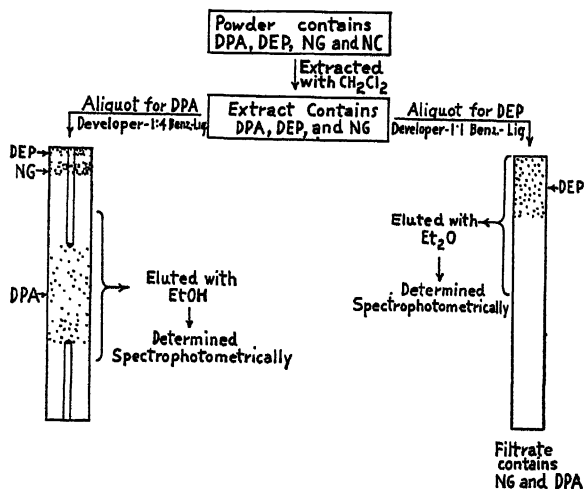 Powder contains
DPA, DEP, NG and NC
Extracted
with CH2Cl2
Aliquot for DPA
Developer-1:4 Benz.-Lig
Extract Contains
DPA, DEP, and NG
Aliquot for DEP
Developer-1:1 Benz.-Lig
DEP
NG
DPA
Eluted with
EtOH
Determined
Spectrophotometrically
DEP
Eluted with
Et2O
Determined
Spectrophotometrically
Filtrate
contains
NG and DPA